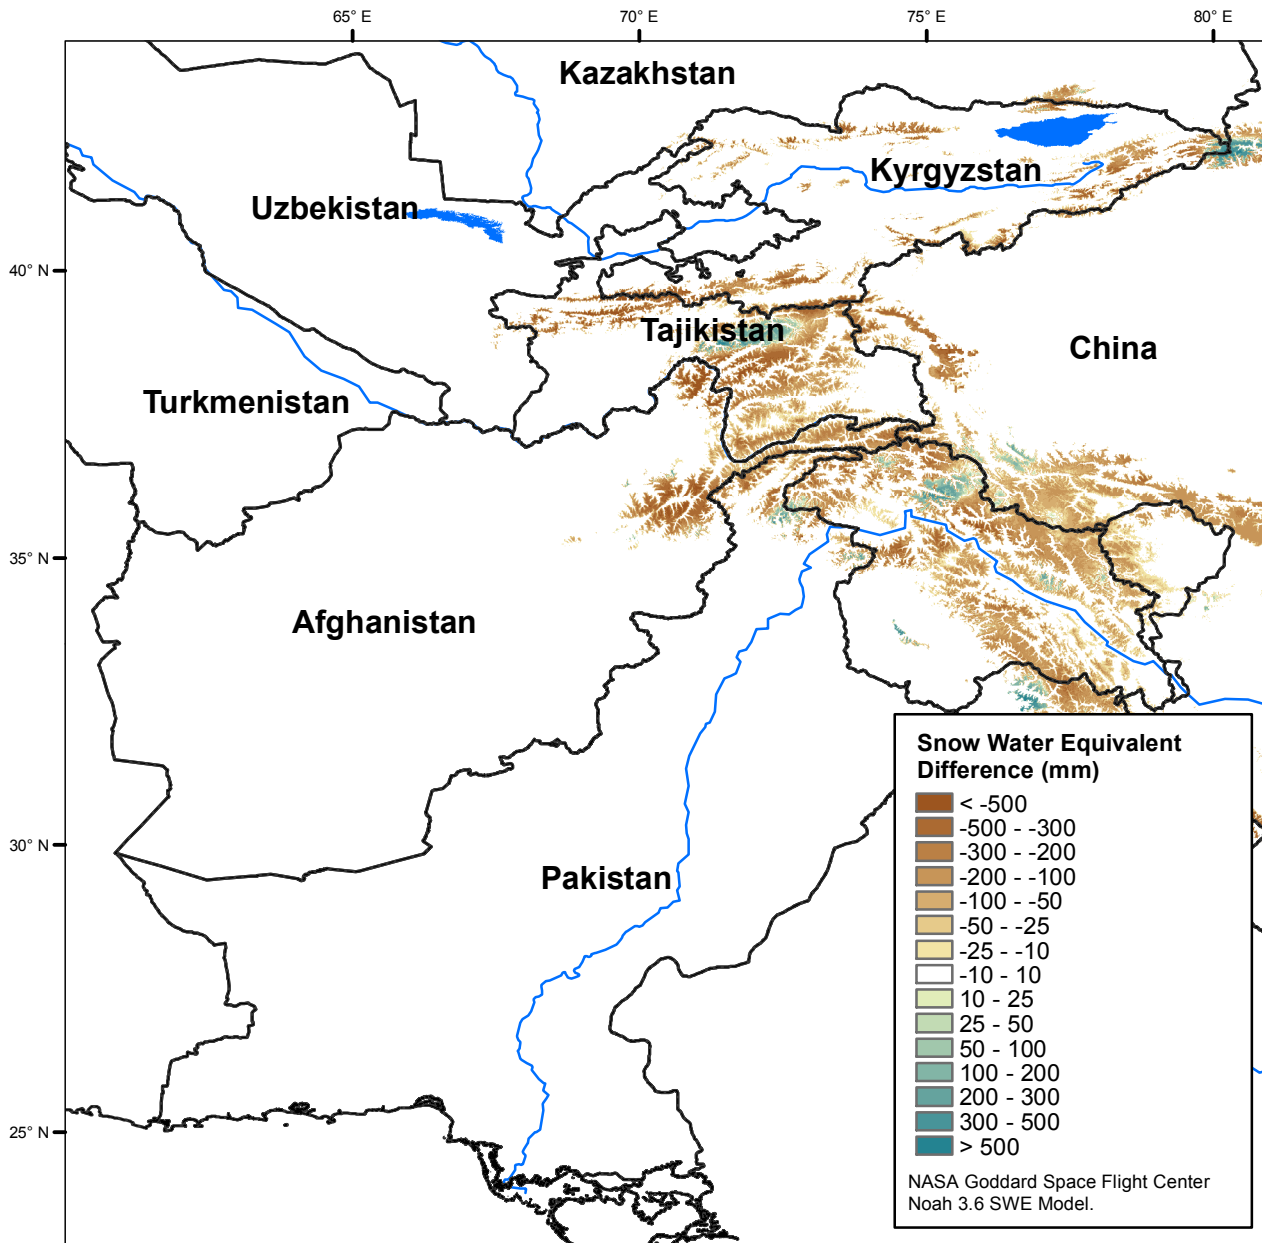 65° E
70° E
75° E
80° E
Kazakhstan
Kyrgyzstan
Uzbekistan
40° N
Tajikistan
China
Turkmenistan
35° N
Afghanistan
30° N
Pakistan
25° N
Snow Water Equivalent
Difference (mm)
< -500
-500 - -300
-300 - -200
-200 - -100
-100 - -50
-50 - -25
-25 - -10
-10 - 10
10 - 25
25 - 50
50 - 100
100 - 200
200 - 300
300 - 500
> 500
NASA Goddard Space Flight Center
Noah 3.6 SWE Model.